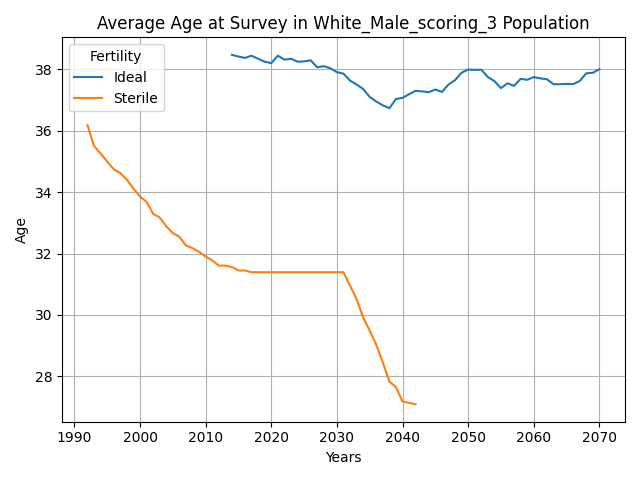 Average Age at Survey in White_Male_scoring_3 Population
Fertility
Ideal
Sterile
Age
38
36
34
32
30
28
1990 2000 2010 2020 2030 2040 2050 2060 2070
Years